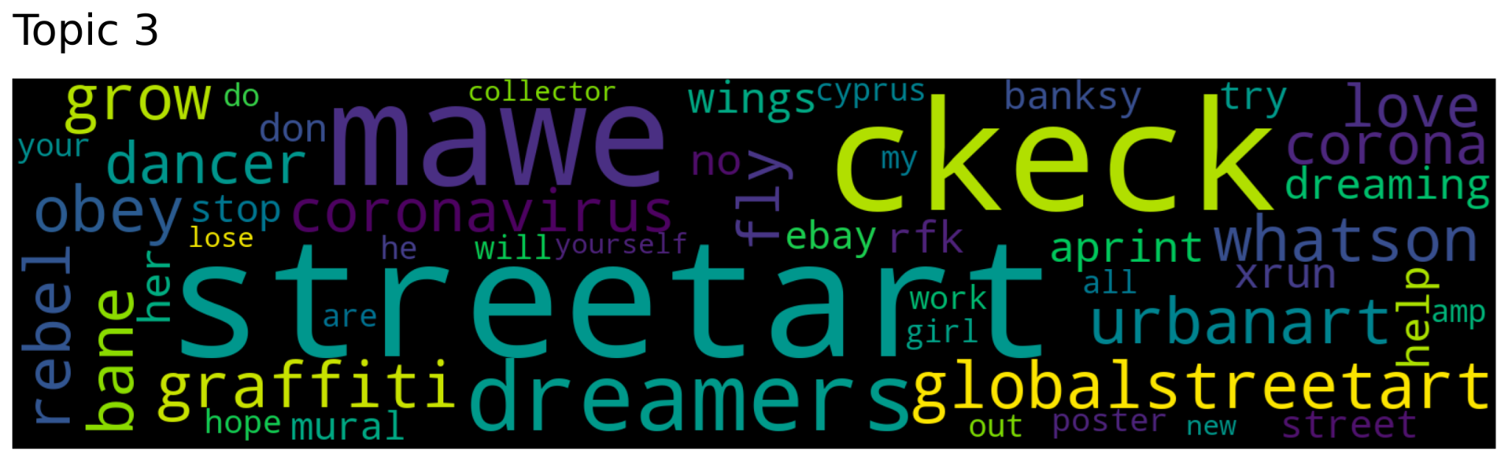 Topic 3
grow do collector wings cyprus banksy try love
your don mawe no ckeck my corona
dancer fly dreaming
obey stop coronavirus ebay rfk aprint whatson
lose he will yourself xrun
rebel her streetart all help
bane are work girl urbanart amp
graffiti dreamers globalstreetart
hope mural out poster new street